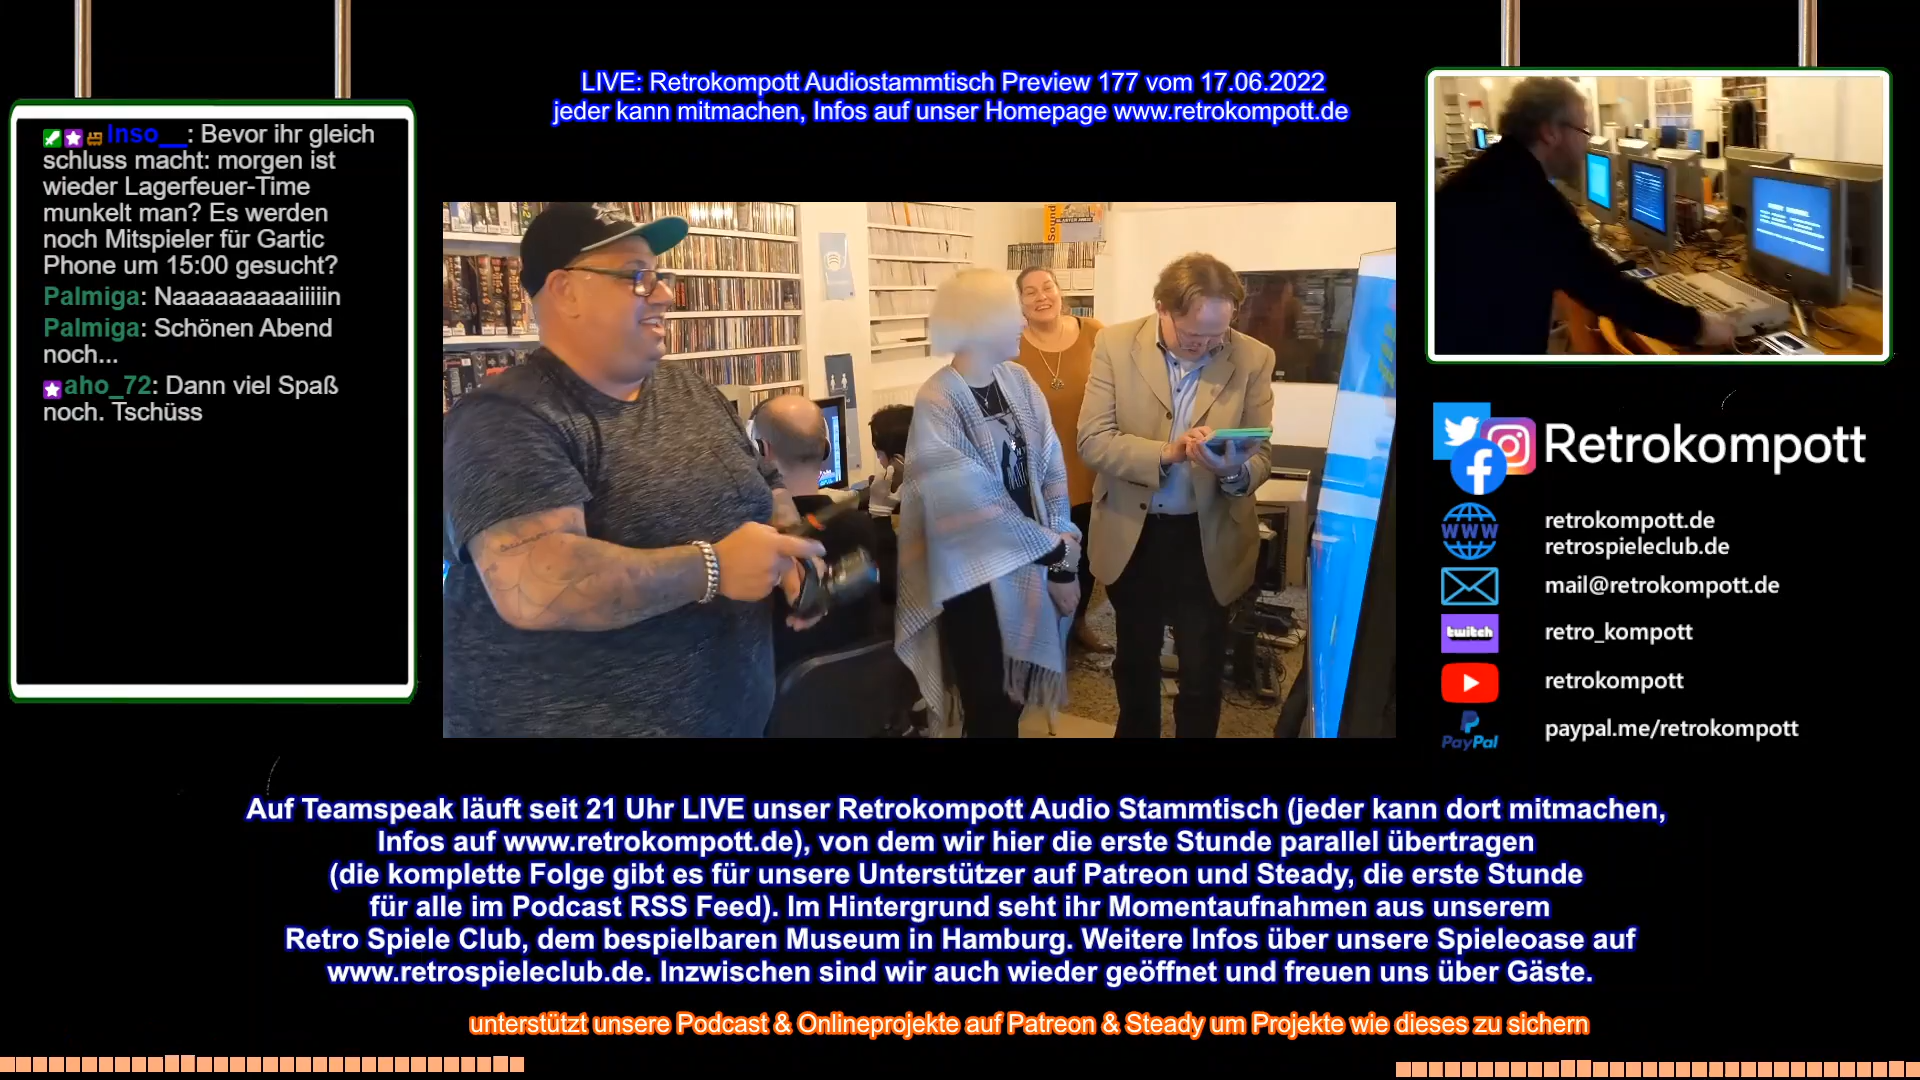 LIVE: Retrokompott Audiostammtisch Preview 177 vom 17.06.2022
jeder kann mitmachen, Infos auf unser Homepage www.retrokompott.de
Inso__: Bevor ihr gleich
schluss macht: morgen ist
wieder Lagerfeuer-Time
munkelt man? Es werden
noch Mitspieler für Gartic
Phone um 15:00 gesucht?
Palmiga: Naaaaaaaaaaiiiiin
Palmiga: Schönen Abend
noch...
aho_72: Dann viel Spaß
noch. Tschüss
Sound
Retrokompott
WWW
retrokompott.de
retrospieleclub.de
mail@retrokompott.de
twitch
retro_kompott
retrokompott
PayPal
paypal.me/retrokompott
Auf Teamspeak läuft seit 21 Uhr LIVE unser Retrokompott Audio Stammtisch (jeder kann dort mitmachen,
Infos auf www.retrokompott.de), von dem wir hier die erste Stunde parallel übertragen
(die komplette Folge gibt es für unsere Unterstützer auf Patreon und Steady, die erste Stunde
für alle im Podcast RSS Feed). Im Hintergrund seht ihr Momentaufnahmen aus unserem
Retro Spiele Club, dem bespielbaren Museum in Hamburg. Weitere Infos über unsere Spieleoase auf
www.retrospieleclub.de. Inzwischen sind wir auch wieder geöffnet und freuen uns über Gäste.
unterstützt unsere Podcast & Onlineprojekte auf Patreon & Steady um Projekte wie dieses zu sichern